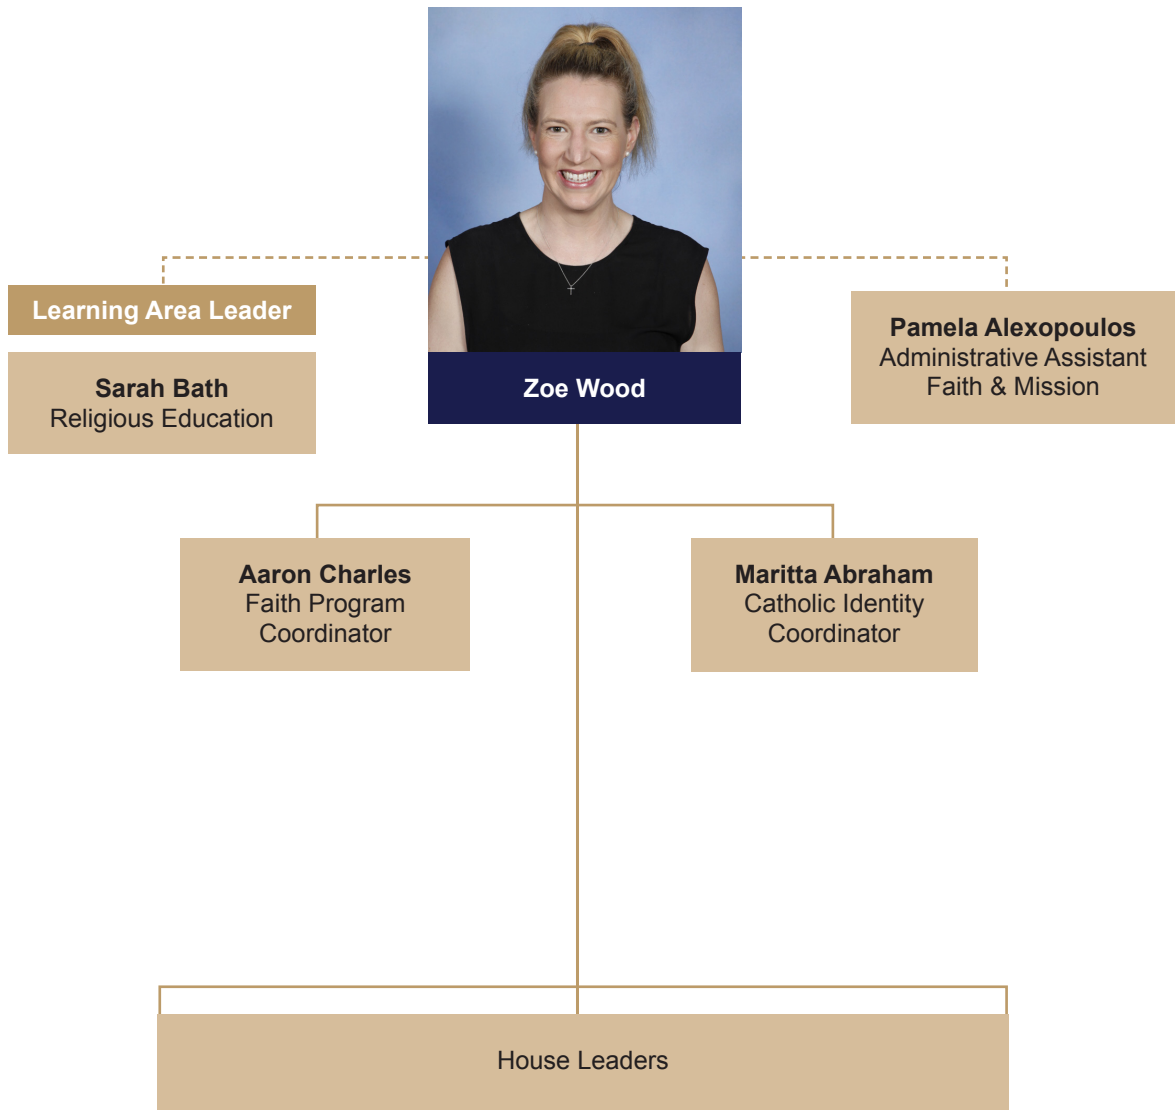 Learning Area Leader
Sarah Bath
Religious Education
Zoe Wood
Pamela Alexopoulos
Administrative Assistant
Faith & Mission
Aaron Charles
Faith Program
Coordinator
Maritta Abraham
Catholic Identity
Coordinator
House Leaders